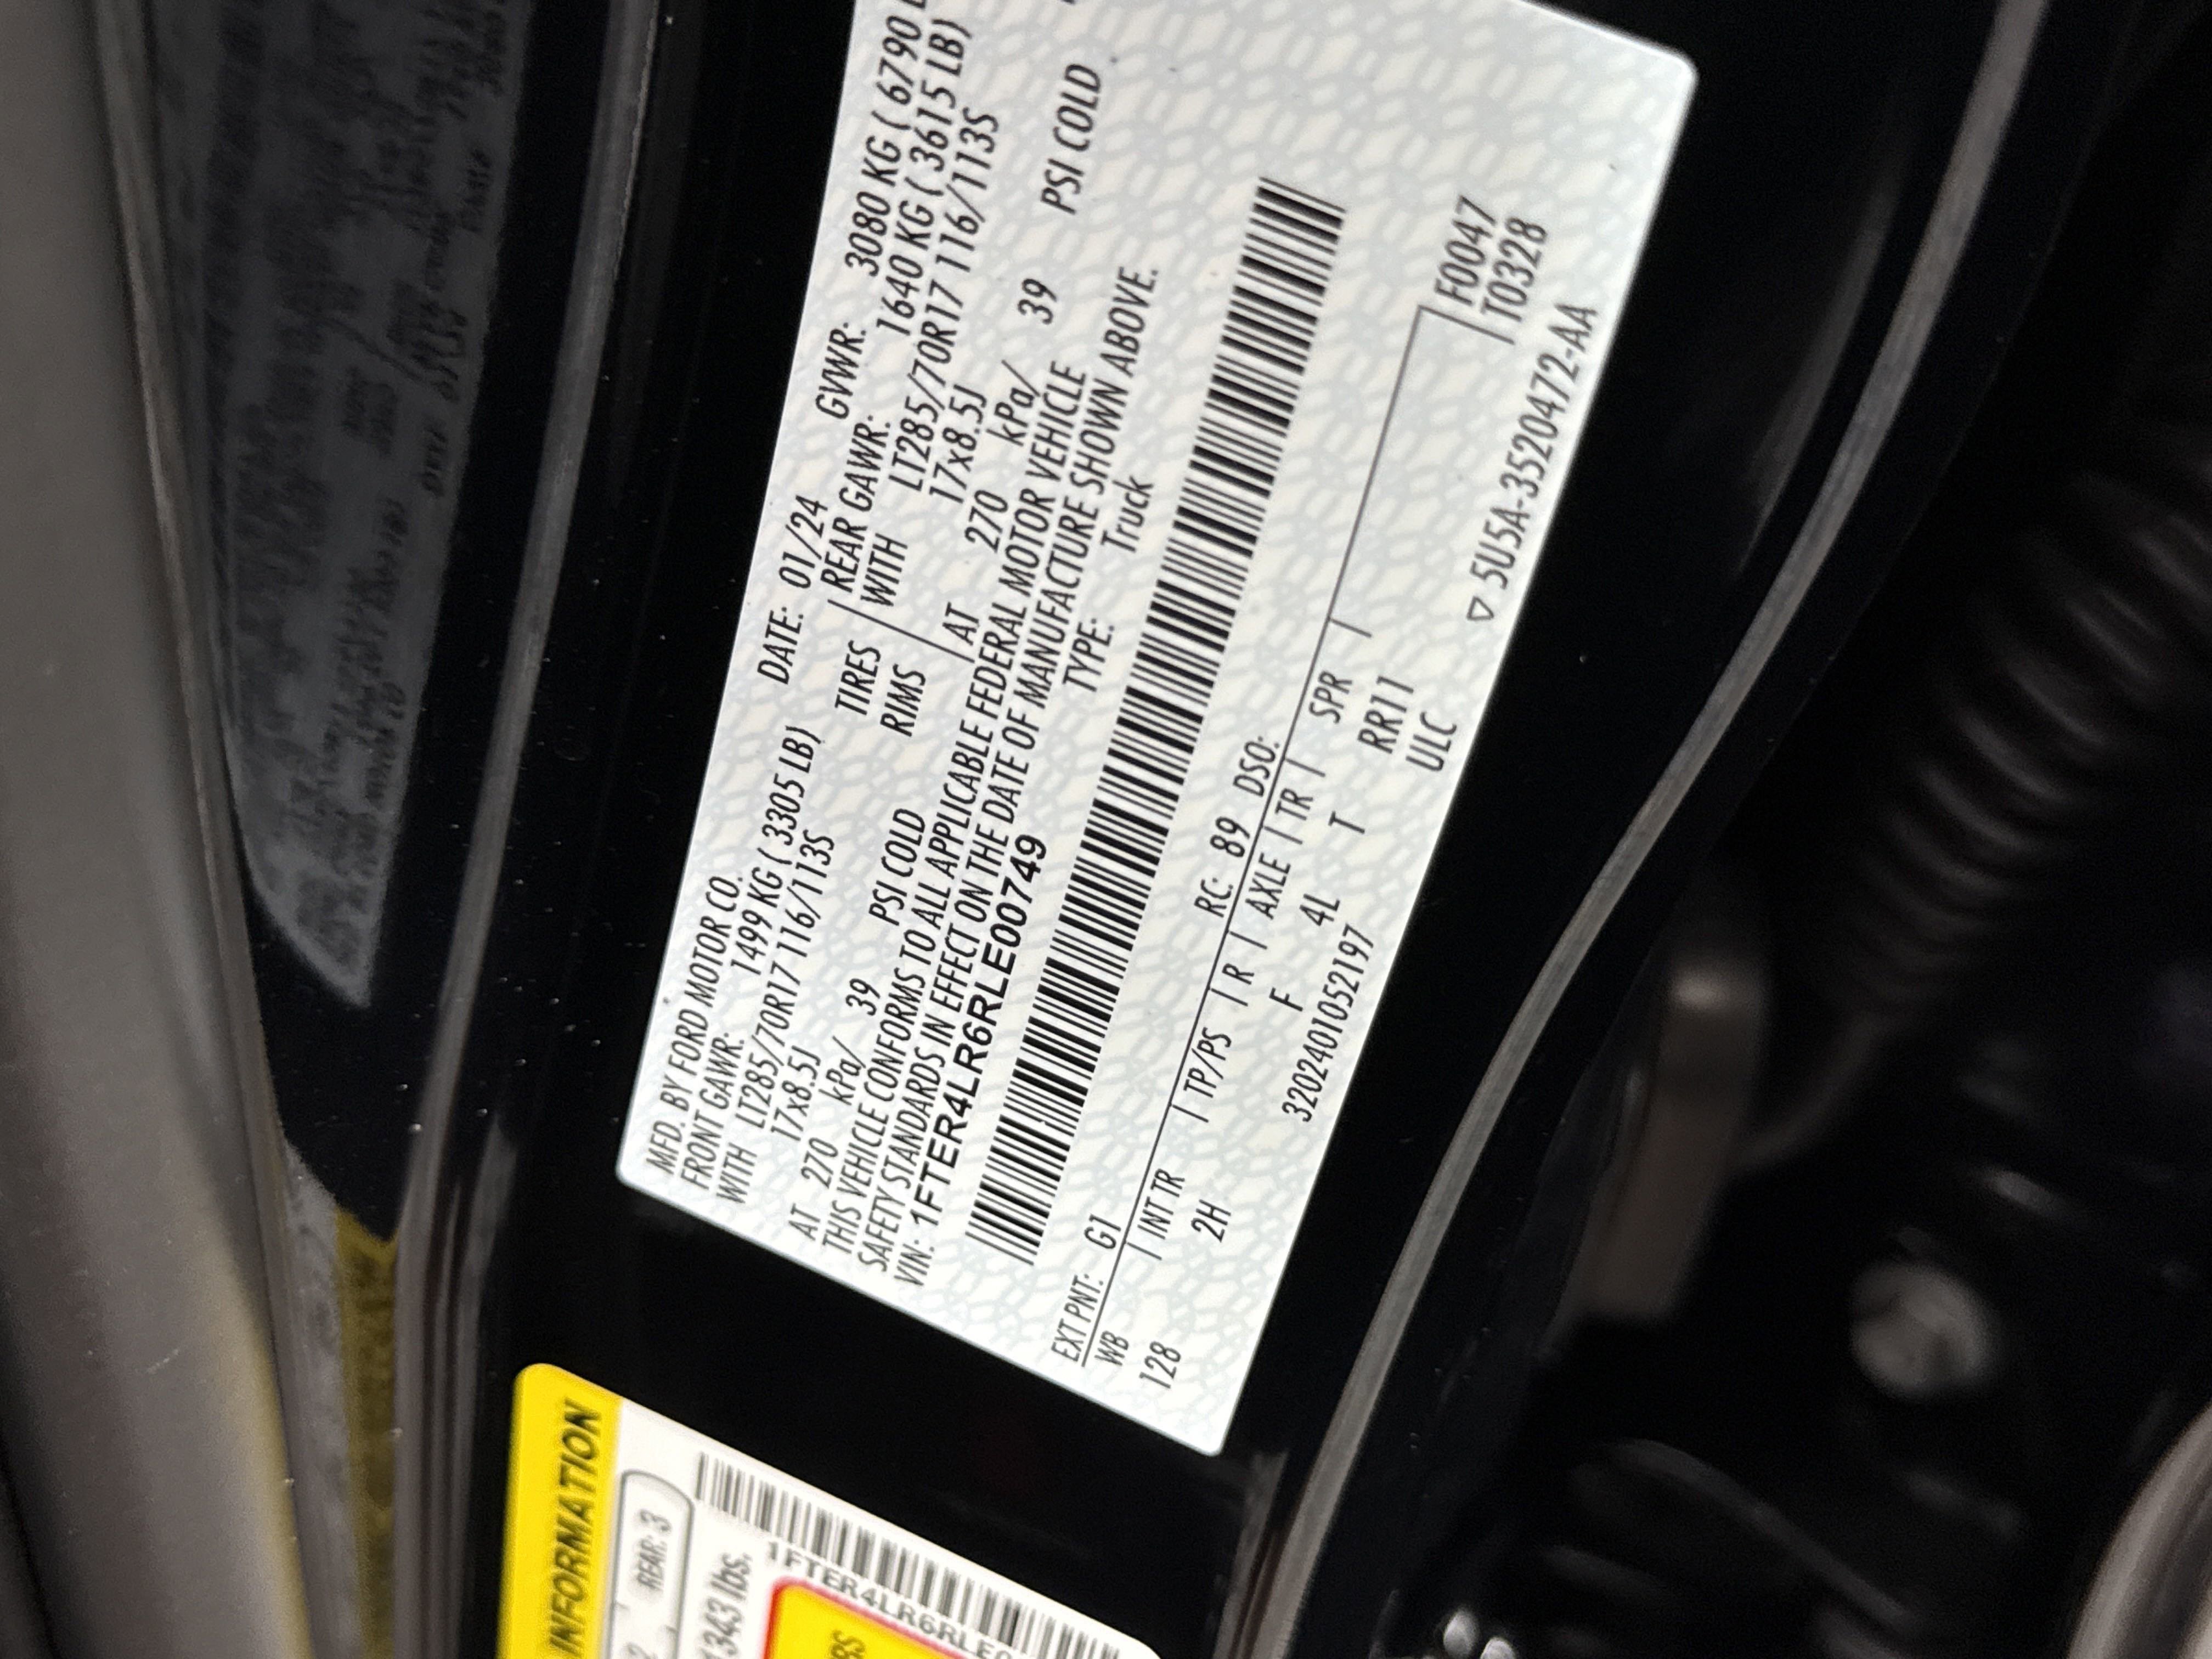 MFD. BY FORD MOTOR CO. DATE: 01/24 GVWR: 3080 KG ( 6790
FRONT GAWR: 1499 KG ( 3305 LB) REAR GAWR: 1640 KG ( 3615 LB)
WITH LT285/70R17 116/113S TIRES WITH LT285/70R17 116/113S
17x8.5J RIMS 17x8.5J
AT 270 kPa/ 39 PSI COLD AT 270 kPa/ 39 PSI COLD
THIS VEHICLE CONFORMS TO ALL APPLICABLE FEDERAL MOTOR VEHICLE
SAFETY STANDARDS IN EFFECT ON THE DATE OF MANUFACTURE SHOWN ABOVE.
VIN: 1FTER4LR6RLE00749 TYPE: Truck
EXT PNT: G1 RC: 89 DSO:
WB | INT TR | TP/PS | R | AXLE | TR | SPR | F0047
128 2H F 4L T RR11 T0328
3202401052197 ULC
▽ 5U5A-3520472-AA
INFORMATION
2 REAR: 3
1343 lbs.
1FTER4LR6RLE0